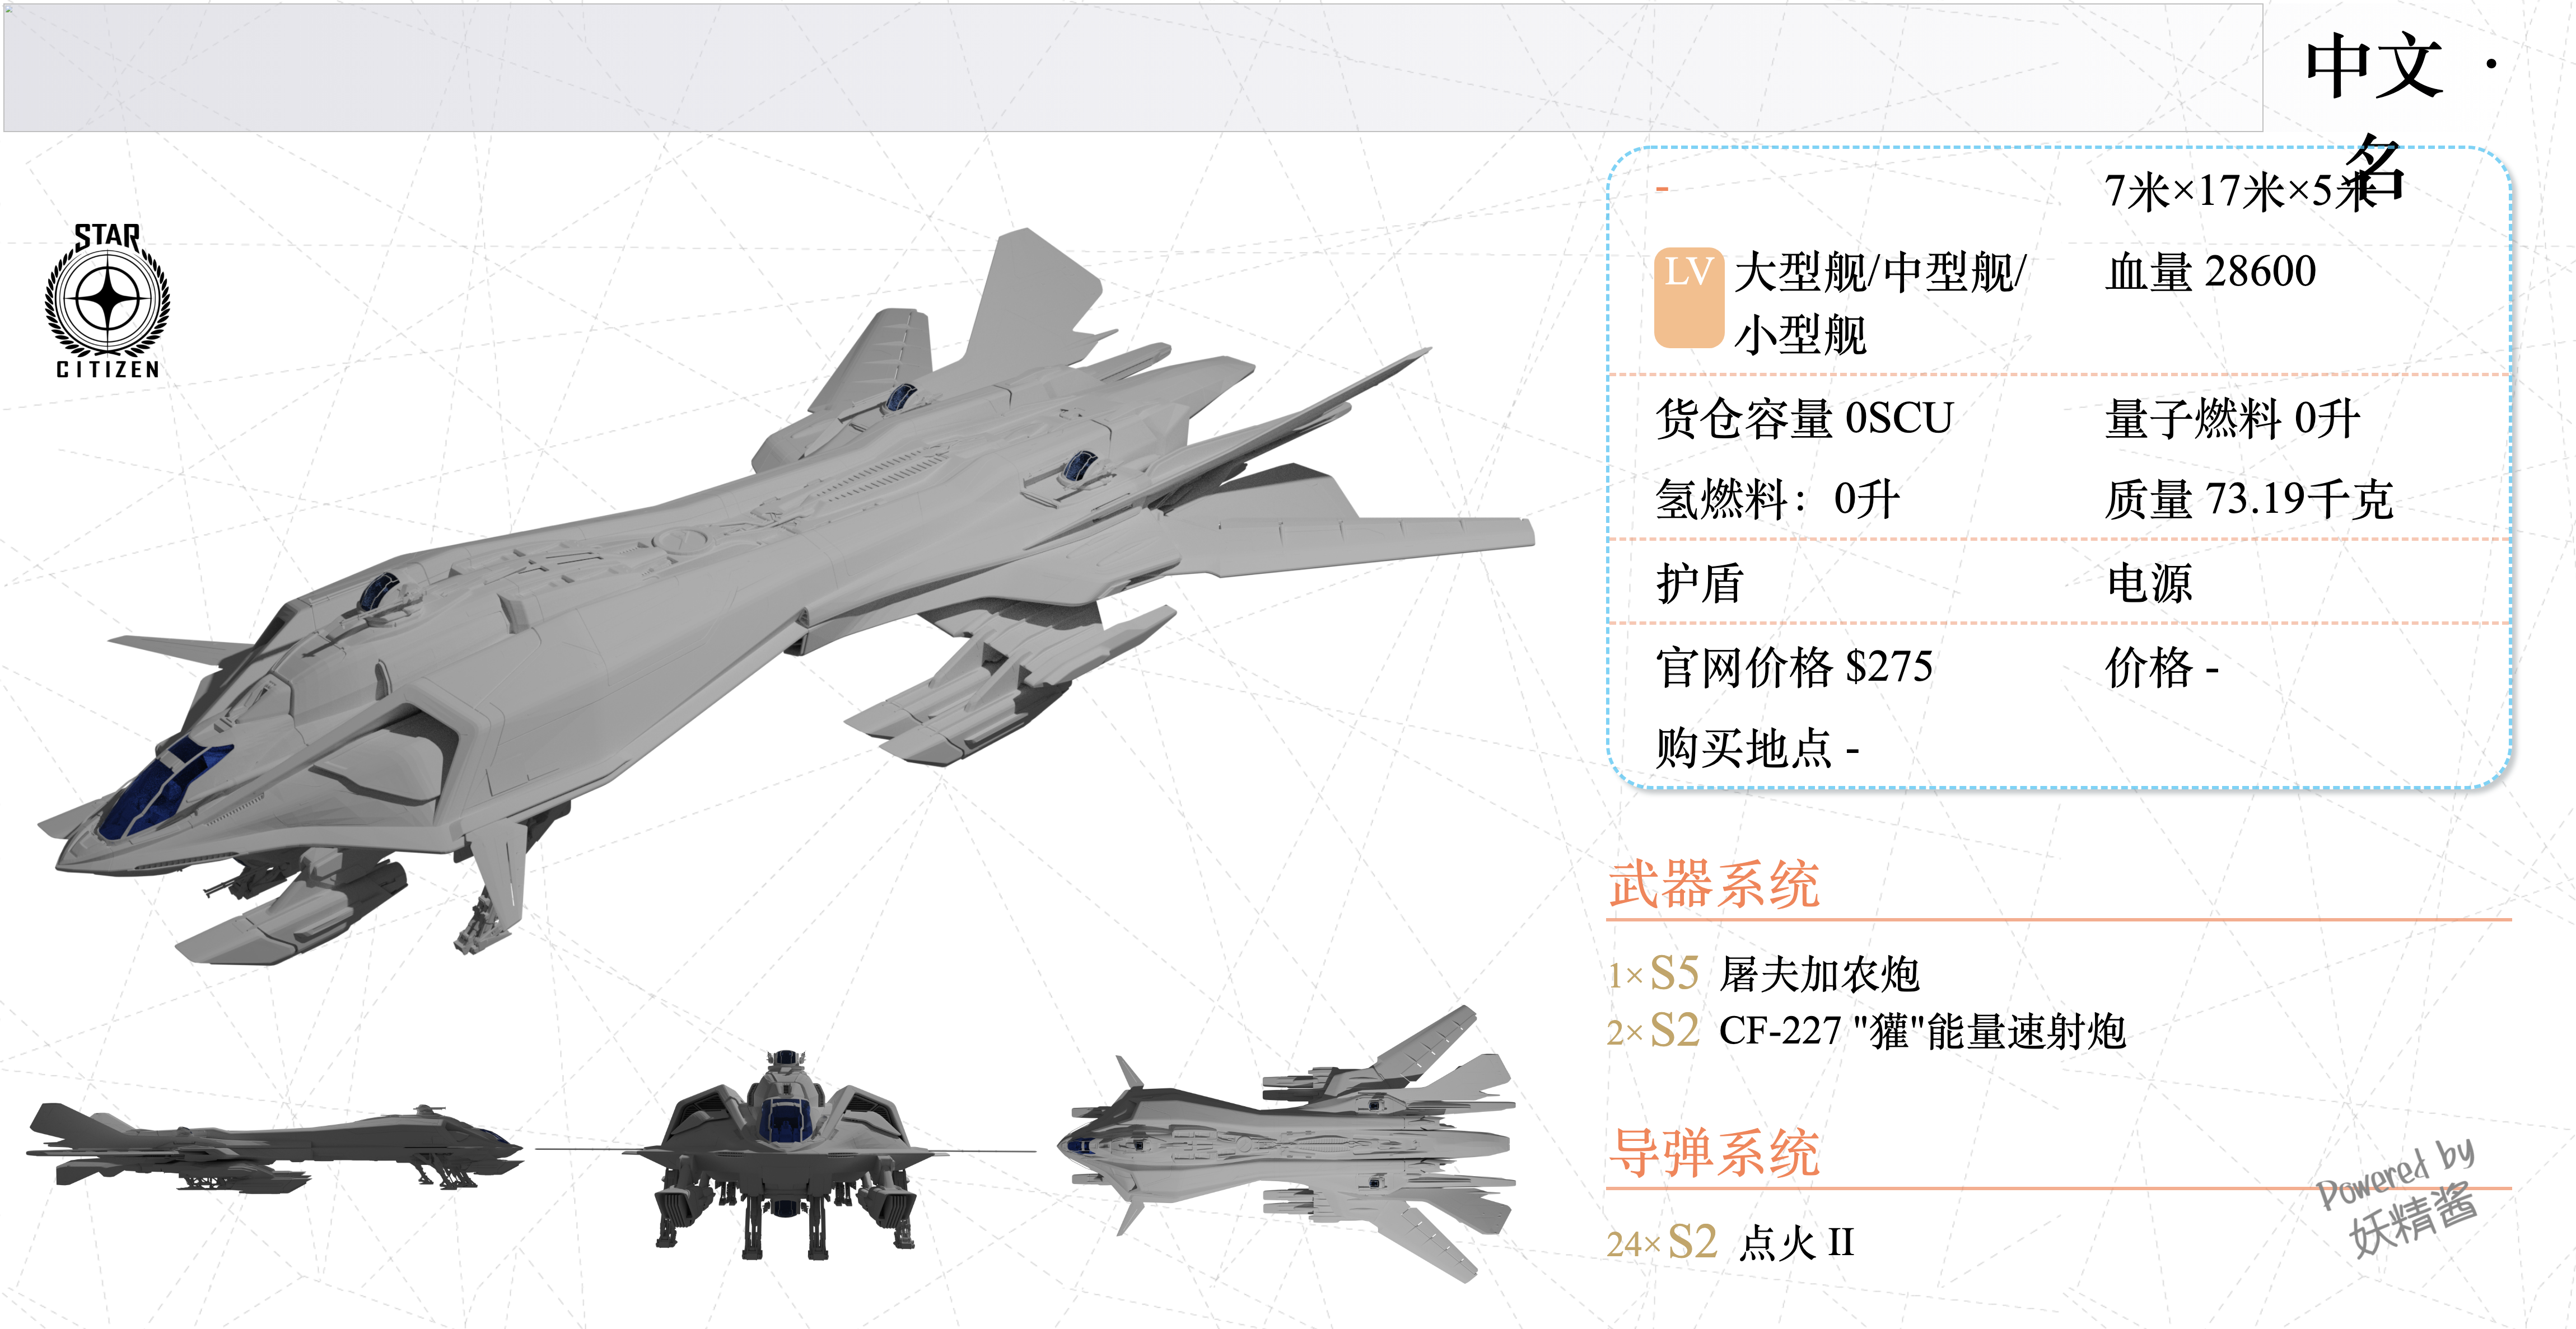 中文 ·
名
STAR
CITIZEN
-
7米×17米×5米
LV 大型舰/中型舰/
小型舰
血量 28600
货仓容量 0SCU
量子燃料 0升
氢燃料：0升
质量 73.19千克
护盾
电源
官网价格 $275
价格 -
购买地点 -
武器系统
1× S5 屠夫加农炮
2× S2 CF-227 "獾"能量速射炮
导弹系统
24× S2 点火 II
Powered by
妖精酱